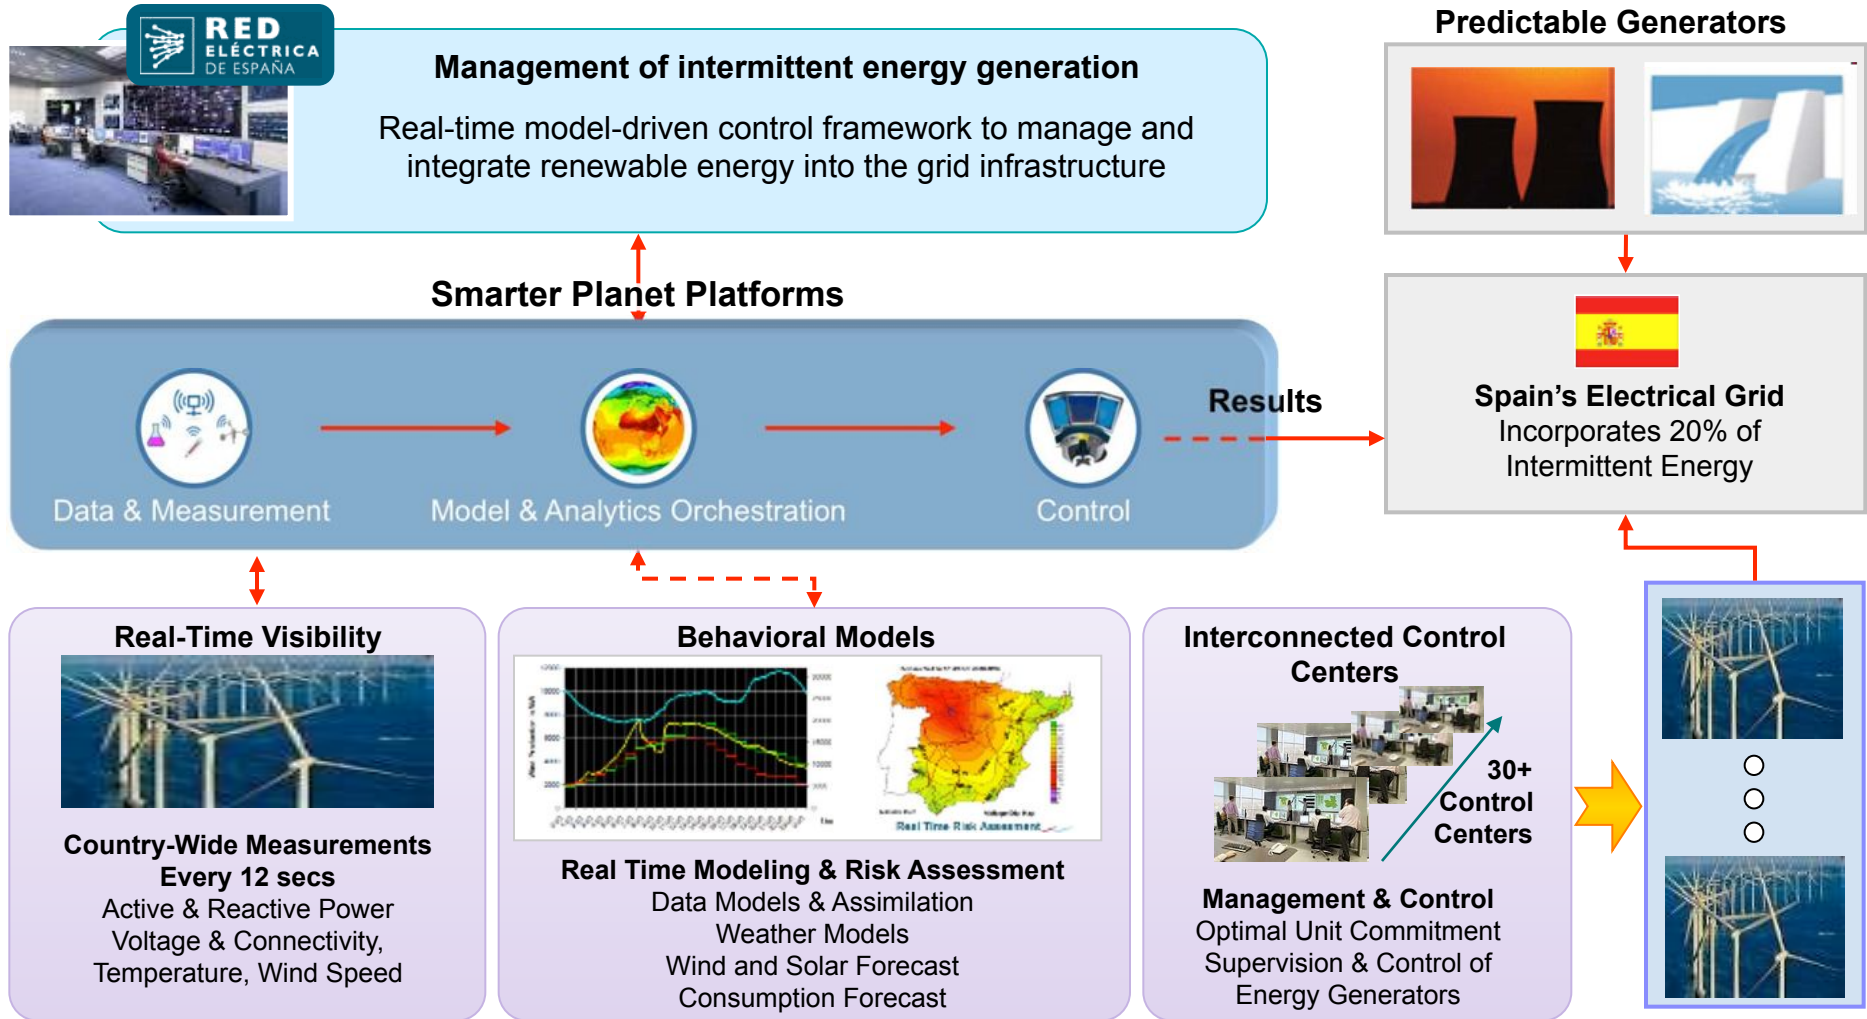 RED
ELÉCTRICA
DE ESPAÑA
Management of intermittent energy generation
Real-time model-driven control framework to manage and
integrate renewable energy into the grid infrastructure
Predictable Generators
Smarter Planet Platforms
Data & Measurement
Model & Analytics Orchestration
Control
Results
Spain’s Electrical Grid
Incorporates 20% of
Intermittent Energy
Real-Time Visibility
Country-Wide Measurements
Every 12 secs
Active & Reactive Power
Voltage & Connectivity,
Temperature, Wind Speed
Behavioral Models
Real Time Risk Assessment
Real Time Modeling & Risk Assessment
Data Models & Assimilation
Weather Models
Wind and Solar Forecast
Consumption Forecast
Interconnected Control
Centers
30+
Control
Centers
Management & Control
Optimal Unit Commitment
Supervision & Control of
Energy Generators